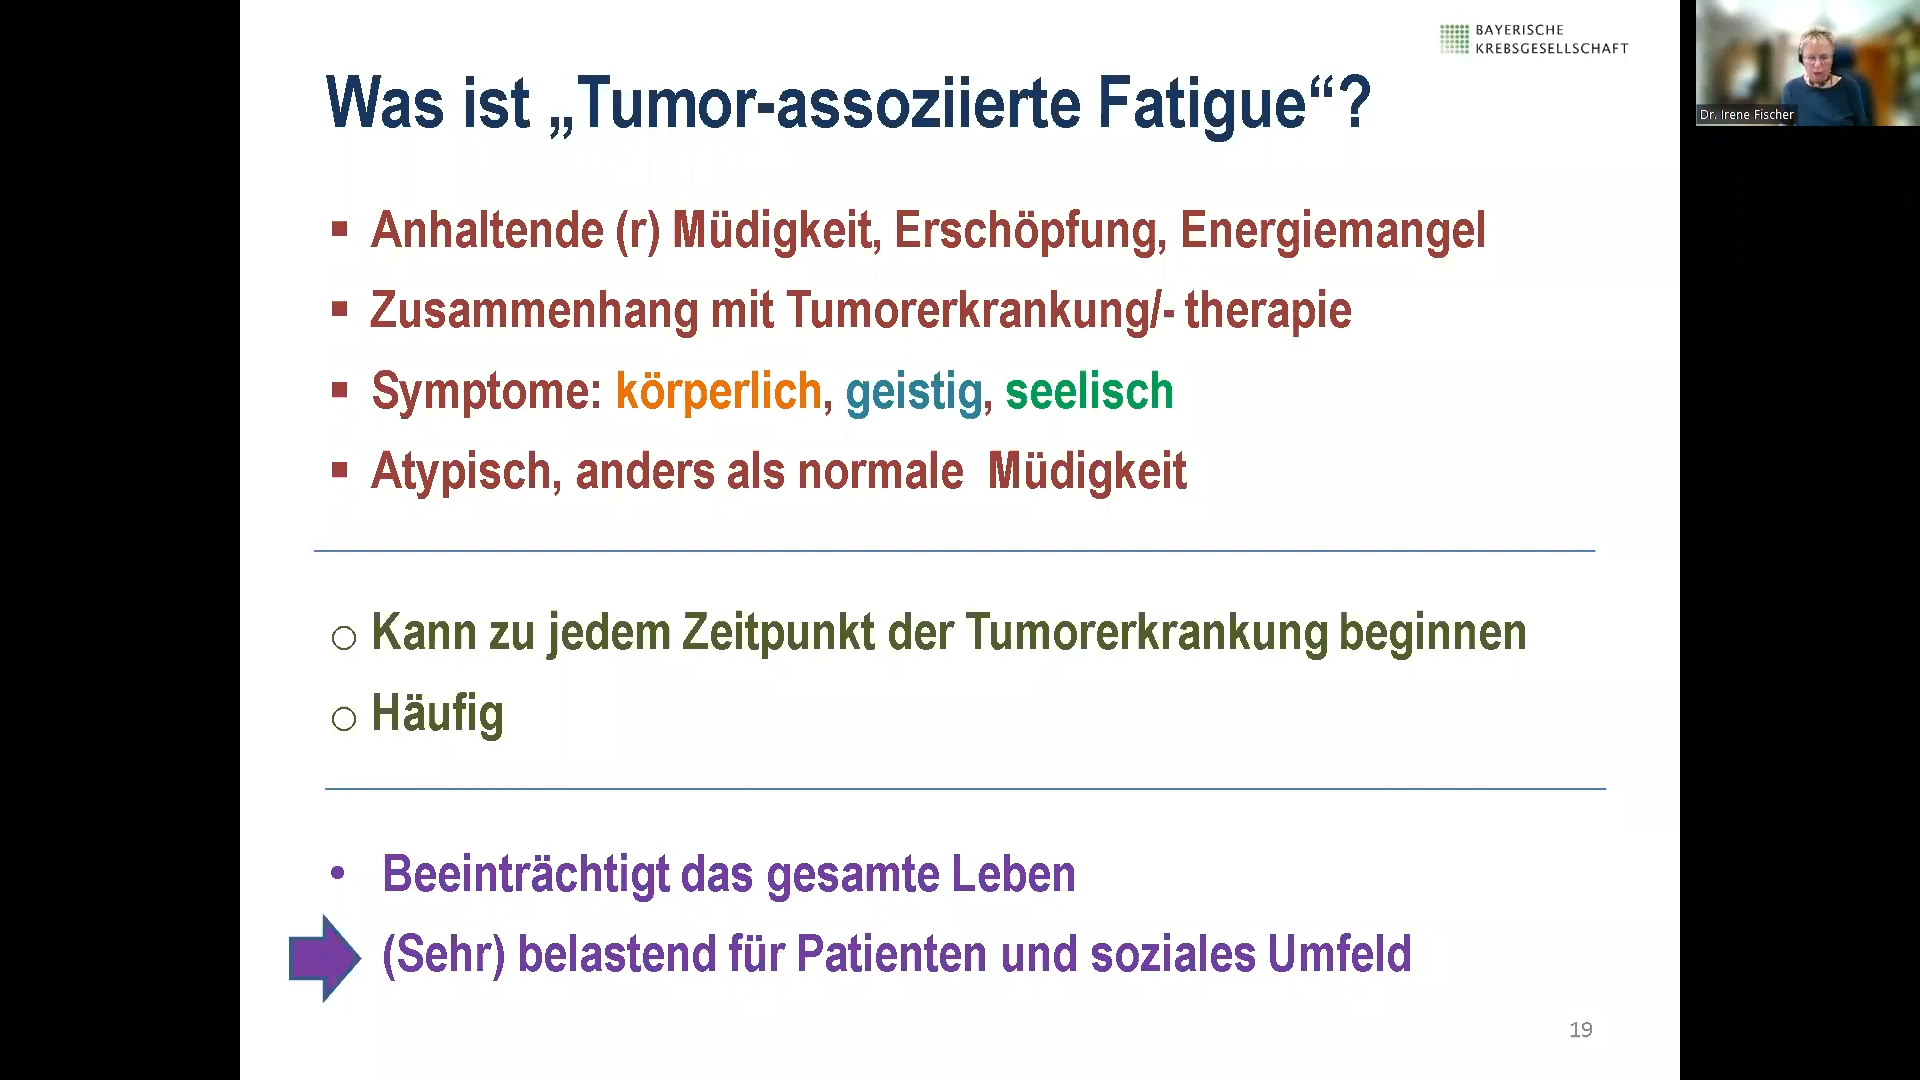 BAYERISCHE
KREBSGESELLSCHAFT
Dr. Irene Fischer
Was ist „Tumor-assoziierte Fatigue“?
▪ Anhaltende (r) Müdigkeit, Erschöpfung, Energiemangel
▪ Zusammenhang mit Tumorerkrankung/- therapie
▪ Symptome: körperlich, geistig, seelisch
▪ Atypisch, anders als normale Müdigkeit
o Kann zu jedem Zeitpunkt der Tumorerkrankung beginnen
o Häufig
• Beeinträchtigt das gesamte Leben
(Sehr) belastend für Patienten und soziales Umfeld
19